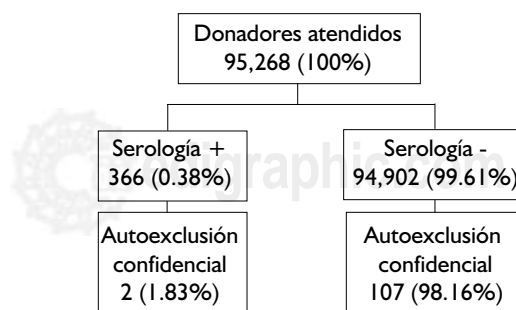 Donadores atendidos
95,268 (100%)
Serología +
366 (0.38%)
Serología -
94,902 (99.61%)
Autoexclusión
confidencial
2 (1.83%)
Autoexclusión
confidencial
107 (98.16%)